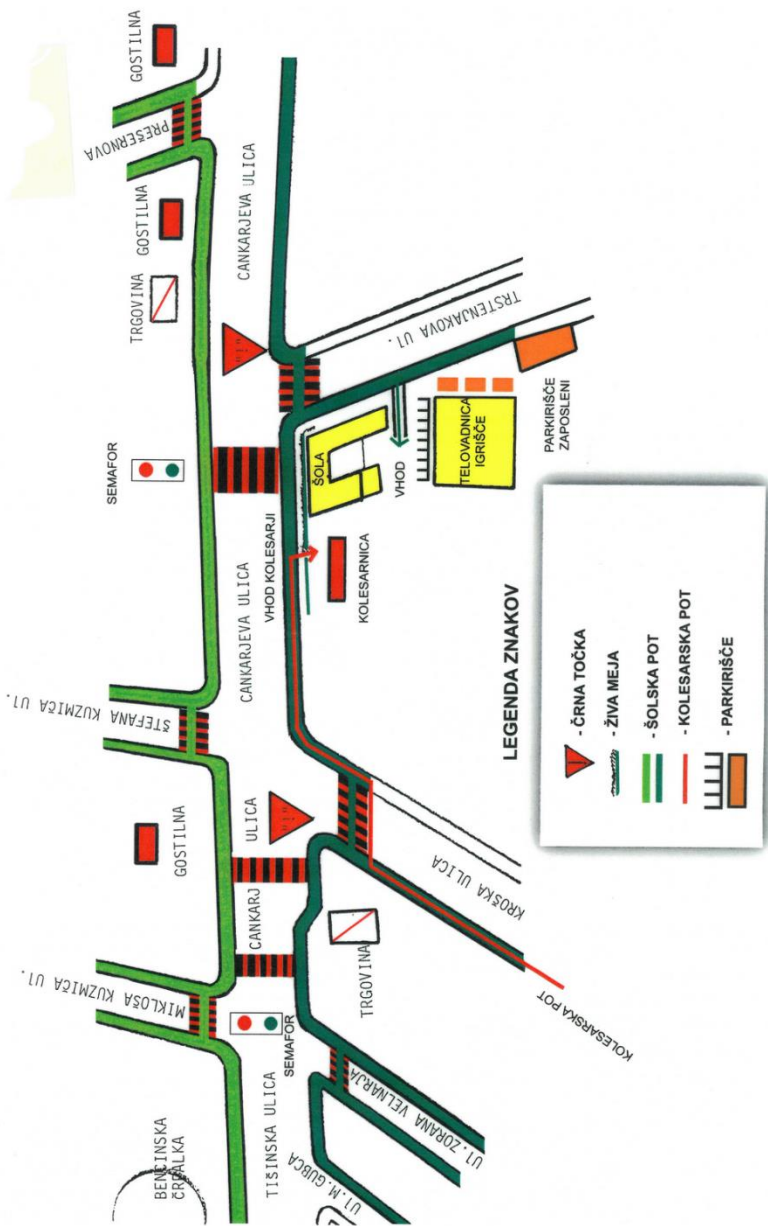 GOSTILNA
PREŠERNOVA
GOSTILNA
TRGOVINA
CANKARJEVA ULICA
TRSTENJAKOVA Ul.
SEMAFOR
ŠOLA
VHOD
TELOVADNICA
IGRIŠČE
PARKIRIŠČE
ZAPOSLENI
VHOD KOLESARJI
KOLESARNICA
CANKARJEVA ULICA
ŠTEFANA KUZMIČA Ul.
GOSTILNA
ULICA
CANKARJ
KROŠKA ULICA
TRGOVINA
KOLESARSKA POT
MIKLOŠA KUZMIČA Ul.
SEMAFOR
BENCINSKA
ČRPALKA
TIŠINSKA ULICA
Ul.M.GUBCA
Ul.ZORANA VELNARJA
LEGENDA ZNAKOV
- ČRNA TOČKA
- ŽIVA MEJA
- ŠOLSKA POT
- KOLESARSKA POT
- PARKIRIŠČE